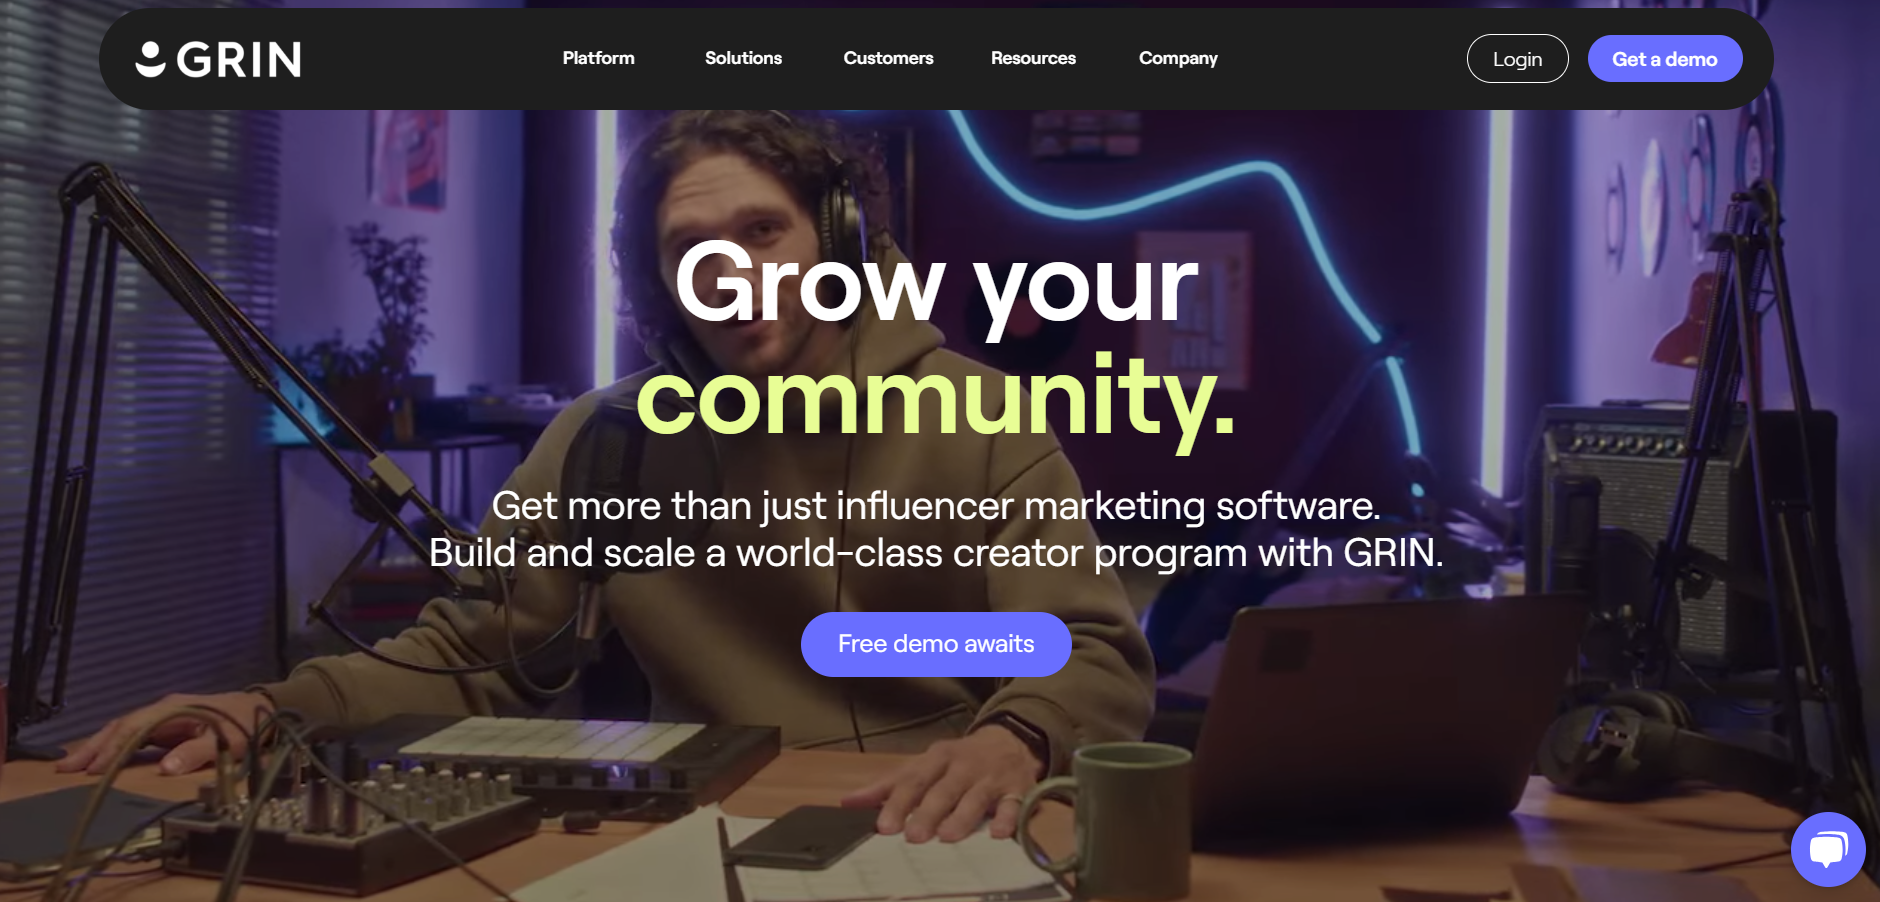 GRIN
Platform
Solutions
Customers
Resources
Company
Login
Get a demo
Grow your
community.
Get more than just influencer marketing software.
Build and scale a world-class creator program with GRIN.
Free demo awaits